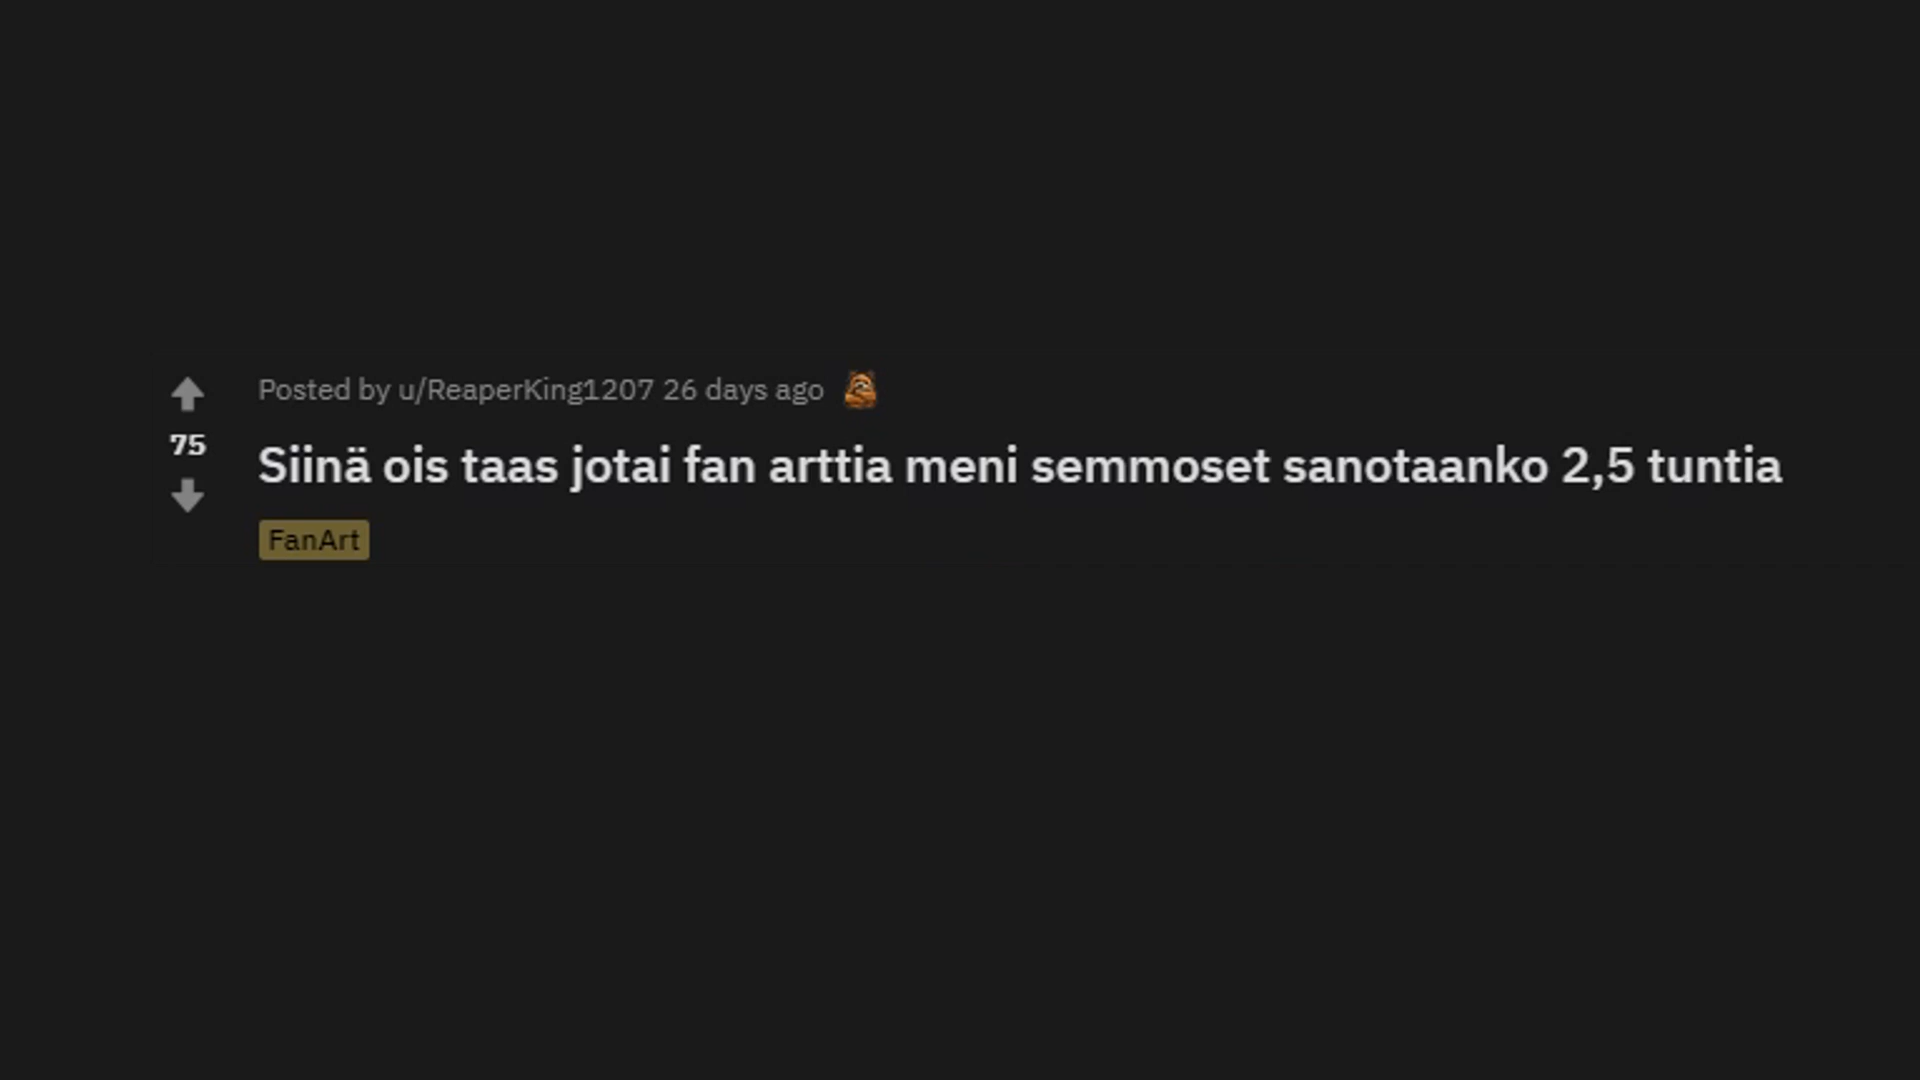 Posted by u/ReaperKing1207 26 days ago
75
Siinä ois taas jotai fan arttia meni semmoset sanotaanko 2,5 tuntia
FanArt